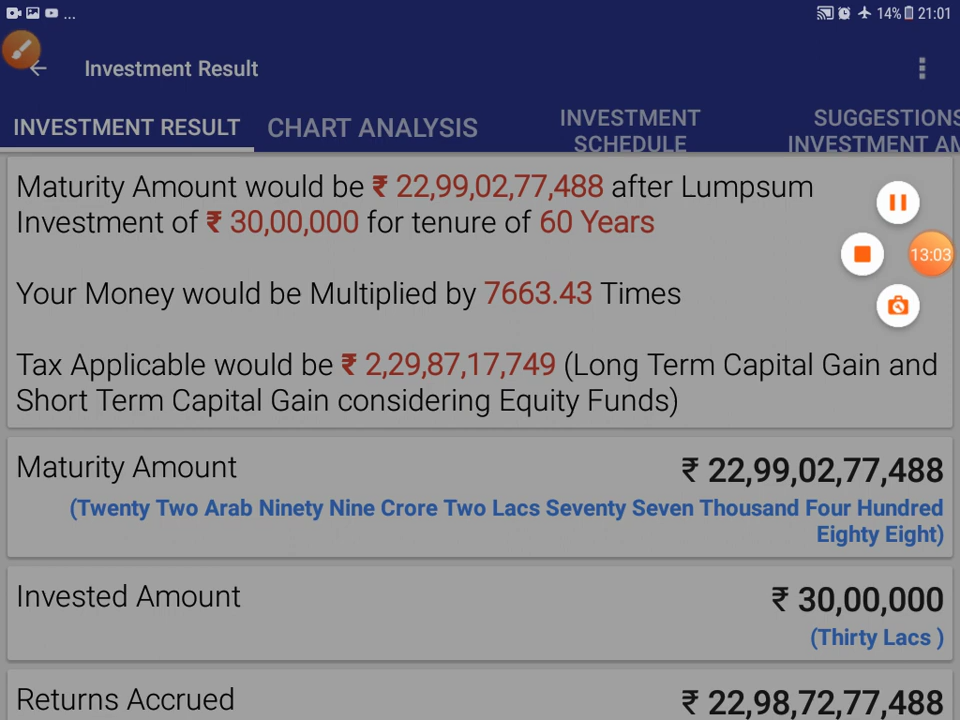 ... 14% 21:01
Investment Result
INVESTMENT RESULT CHART ANALYSIS INVESTMENT SCHEDULE SUGGESTIONS INVESTMENT AM
Maturity Amount would be ₹ 22,99,02,77,488 after Lumpsum
Investment of ₹ 30,00,000 for tenure of 60 Years
13:03
Your Money would be Multiplied by 7663.43 Times
Tax Applicable would be ₹ 2,29,87,17,749 (Long Term Capital Gain and
Short Term Capital Gain considering Equity Funds)
Maturity Amount ₹ 22,99,02,77,488
(Twenty Two Arab Ninety Nine Crore Two Lacs Seventy Seven Thousand Four Hundred
Eighty Eight)
Invested Amount ₹ 30,00,000
(Thirty Lacs )
Returns Accrued ₹ 22,98,72,77,488